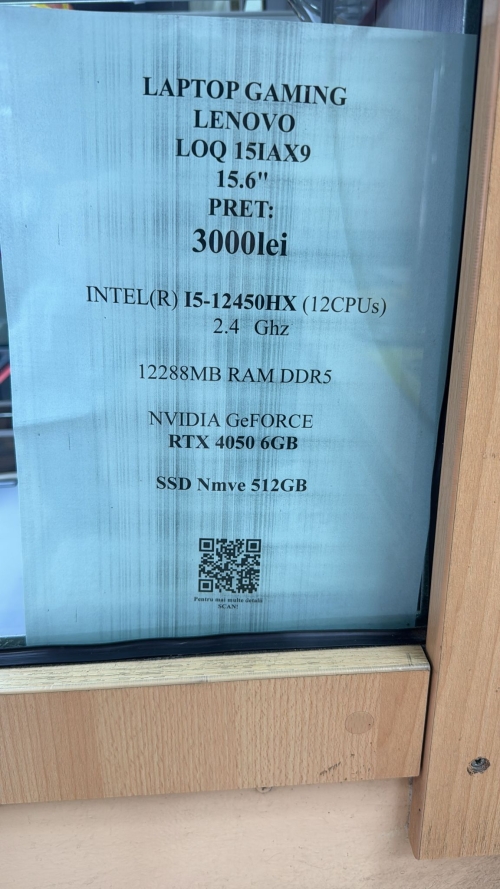 LAPTOP GAMING
LENOVO
LOQ 15IAX9
15.6"
PRET:
3000lei
INTEL(R) I5-12450HX (12CPUs)
2.4 Ghz
12288MB RAM DDR5
NVIDIA GeFORCE
RTX 4050 6GB
SSD Nmve 512GB
Pentru mai multe detalii
SCAN!